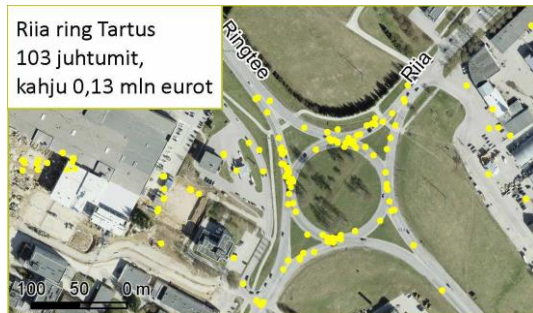 Riia ring Tartus
103 juhtumit,
kahju 0,13 mln eurot
Ringtee
Riia
100 50 0 m